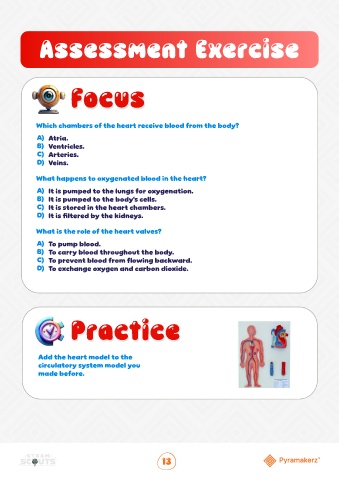 Assessment Exercise
Focus
Which chambers of the heart receive blood from the body?
A) Atria.
B) Ventricles.
C) Arteries.
D) Veins.
What happens to oxygenated blood in the heart?
A) It is pumped to the lungs for oxygenation.
B) It is pumped to the body's cells.
C) It is stored in the heart chambers.
D) It is filtered by the kidneys.
What is the role of the heart valves?
A) To pump blood.
B) To carry blood throughout the body.
C) To prevent blood from flowing backward.
D) To exchange oxygen and carbon dioxide.
Practice
Add the heart model to the
circulatory system model you
made before.
STEAM
SCOUTS
13
Pyramakerz